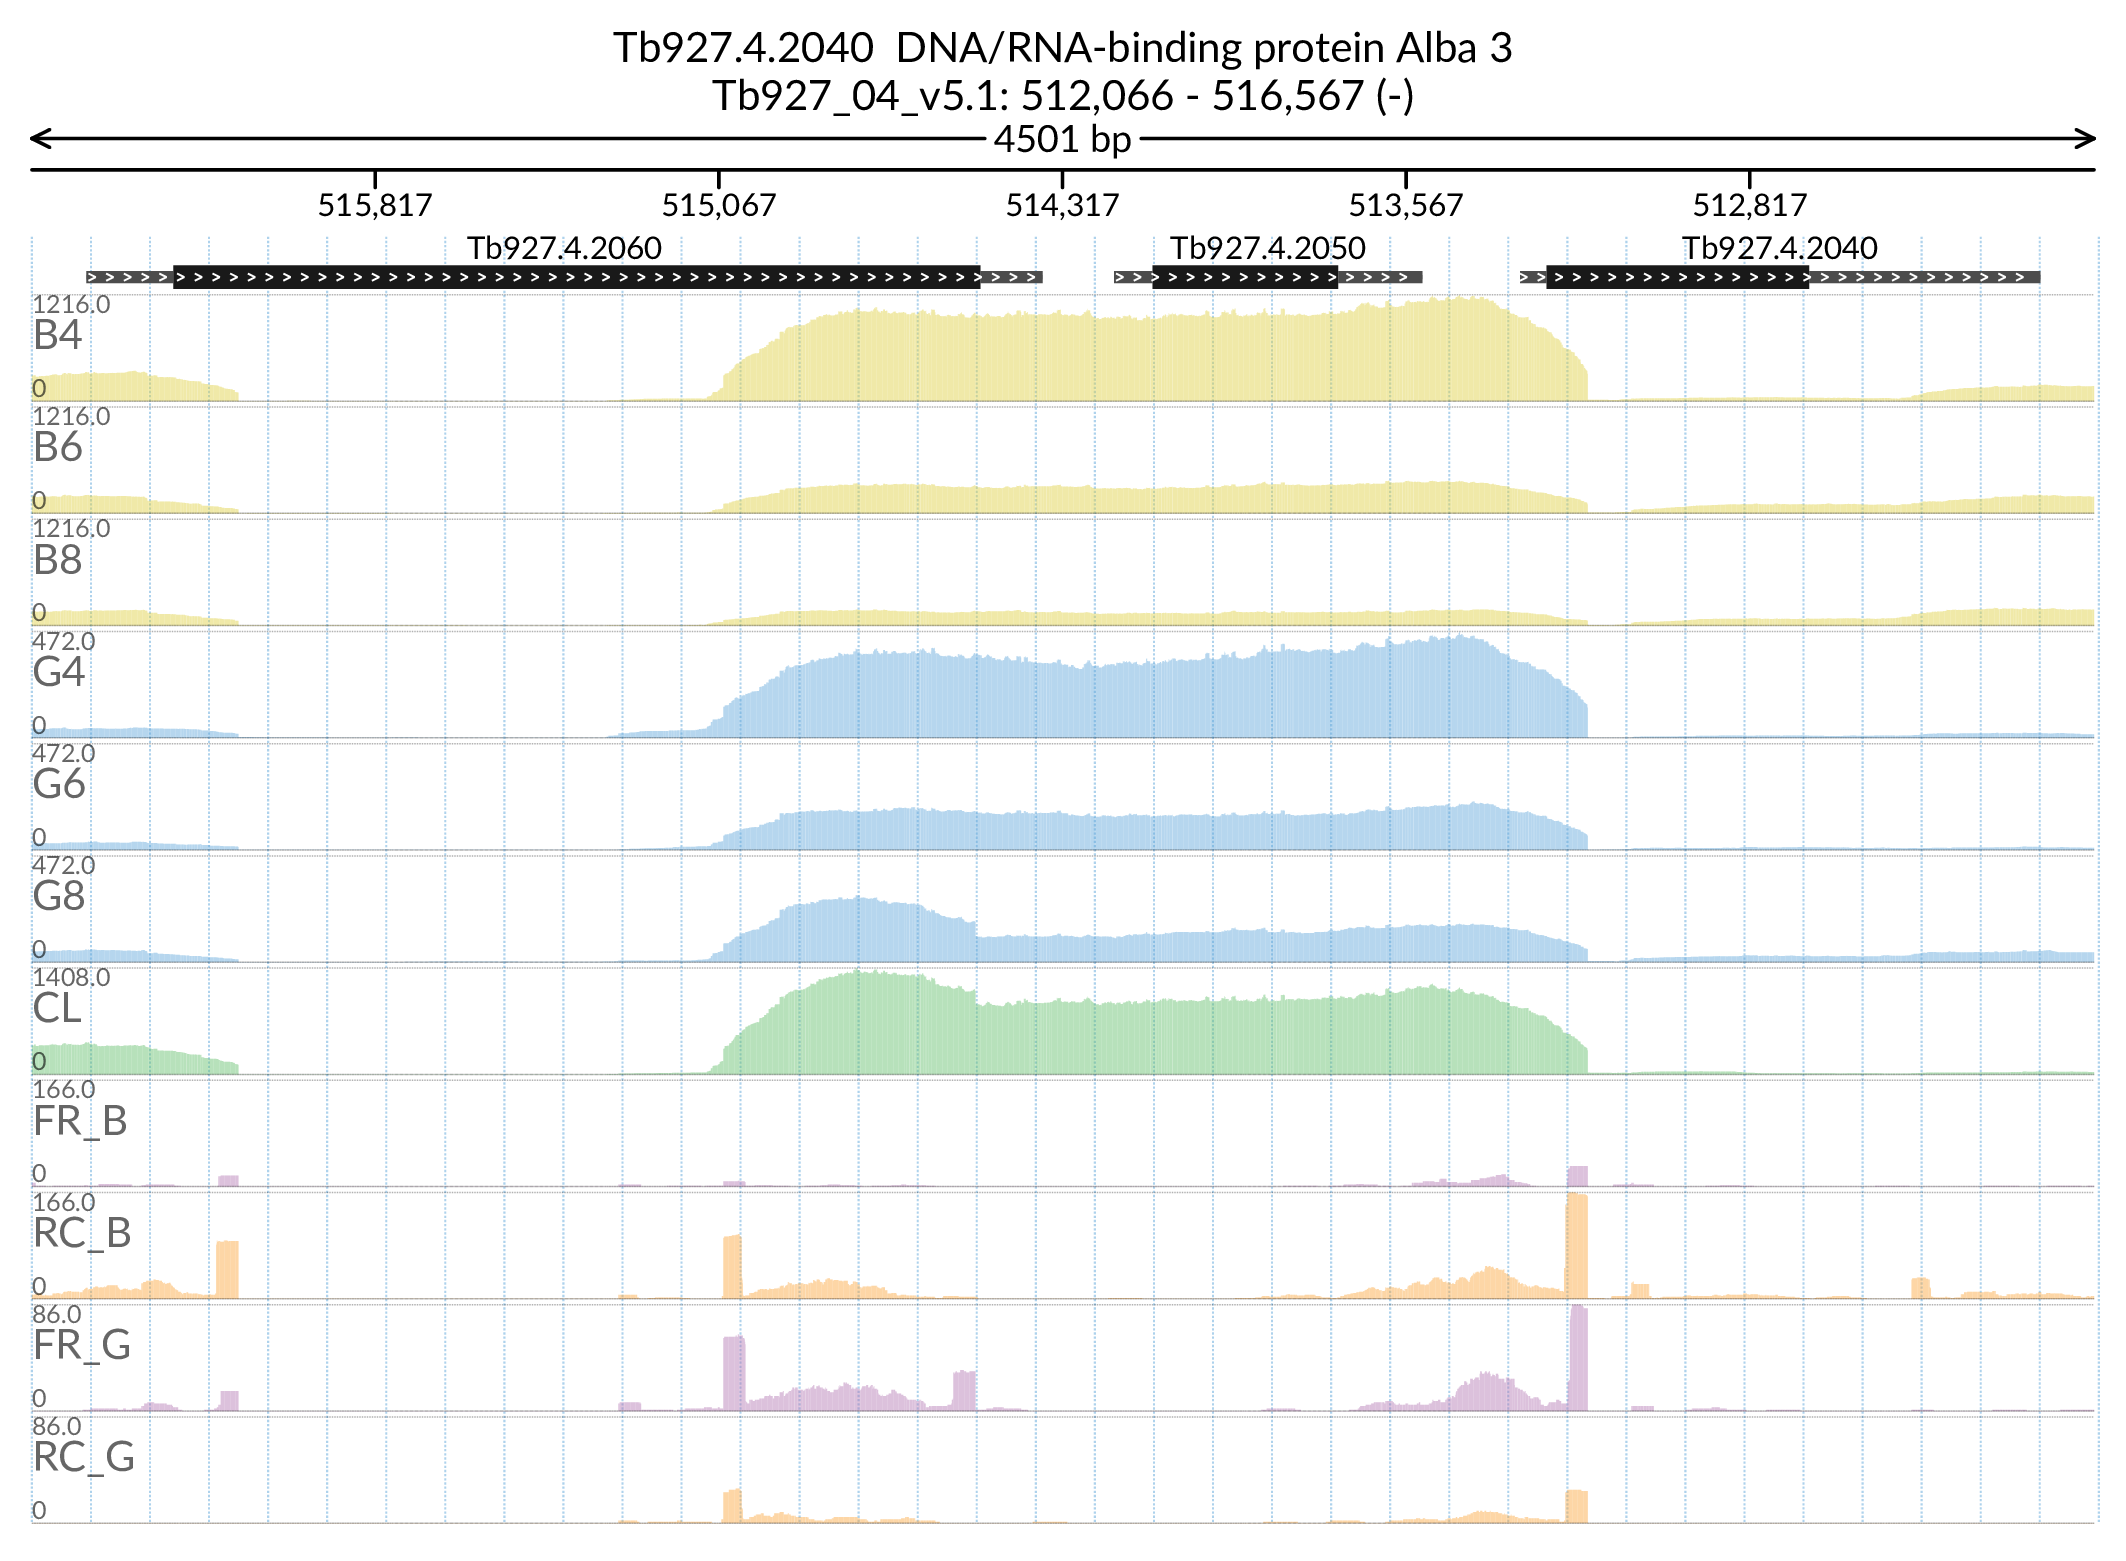 Tb927.4.2040  DNA/RNA-binding protein Alba 3
Tb927_04_v5.1: 512,066 - 516,567 (-)
4501 bp
515,817 515,067 514,317 513,567 512,817
Tb927.4.2060 Tb927.4.2050 Tb927.4.2040
1216.0
B4
0
1216.0
B6
0
1216.0
B8
0
472.0
G4
0
472.0
G6
0
472.0
G8
0
1408.0
CL
0
166.0
FR_B
0
166.0
RC_B
0
86.0
FR_G
0
86.0
RC_G
0